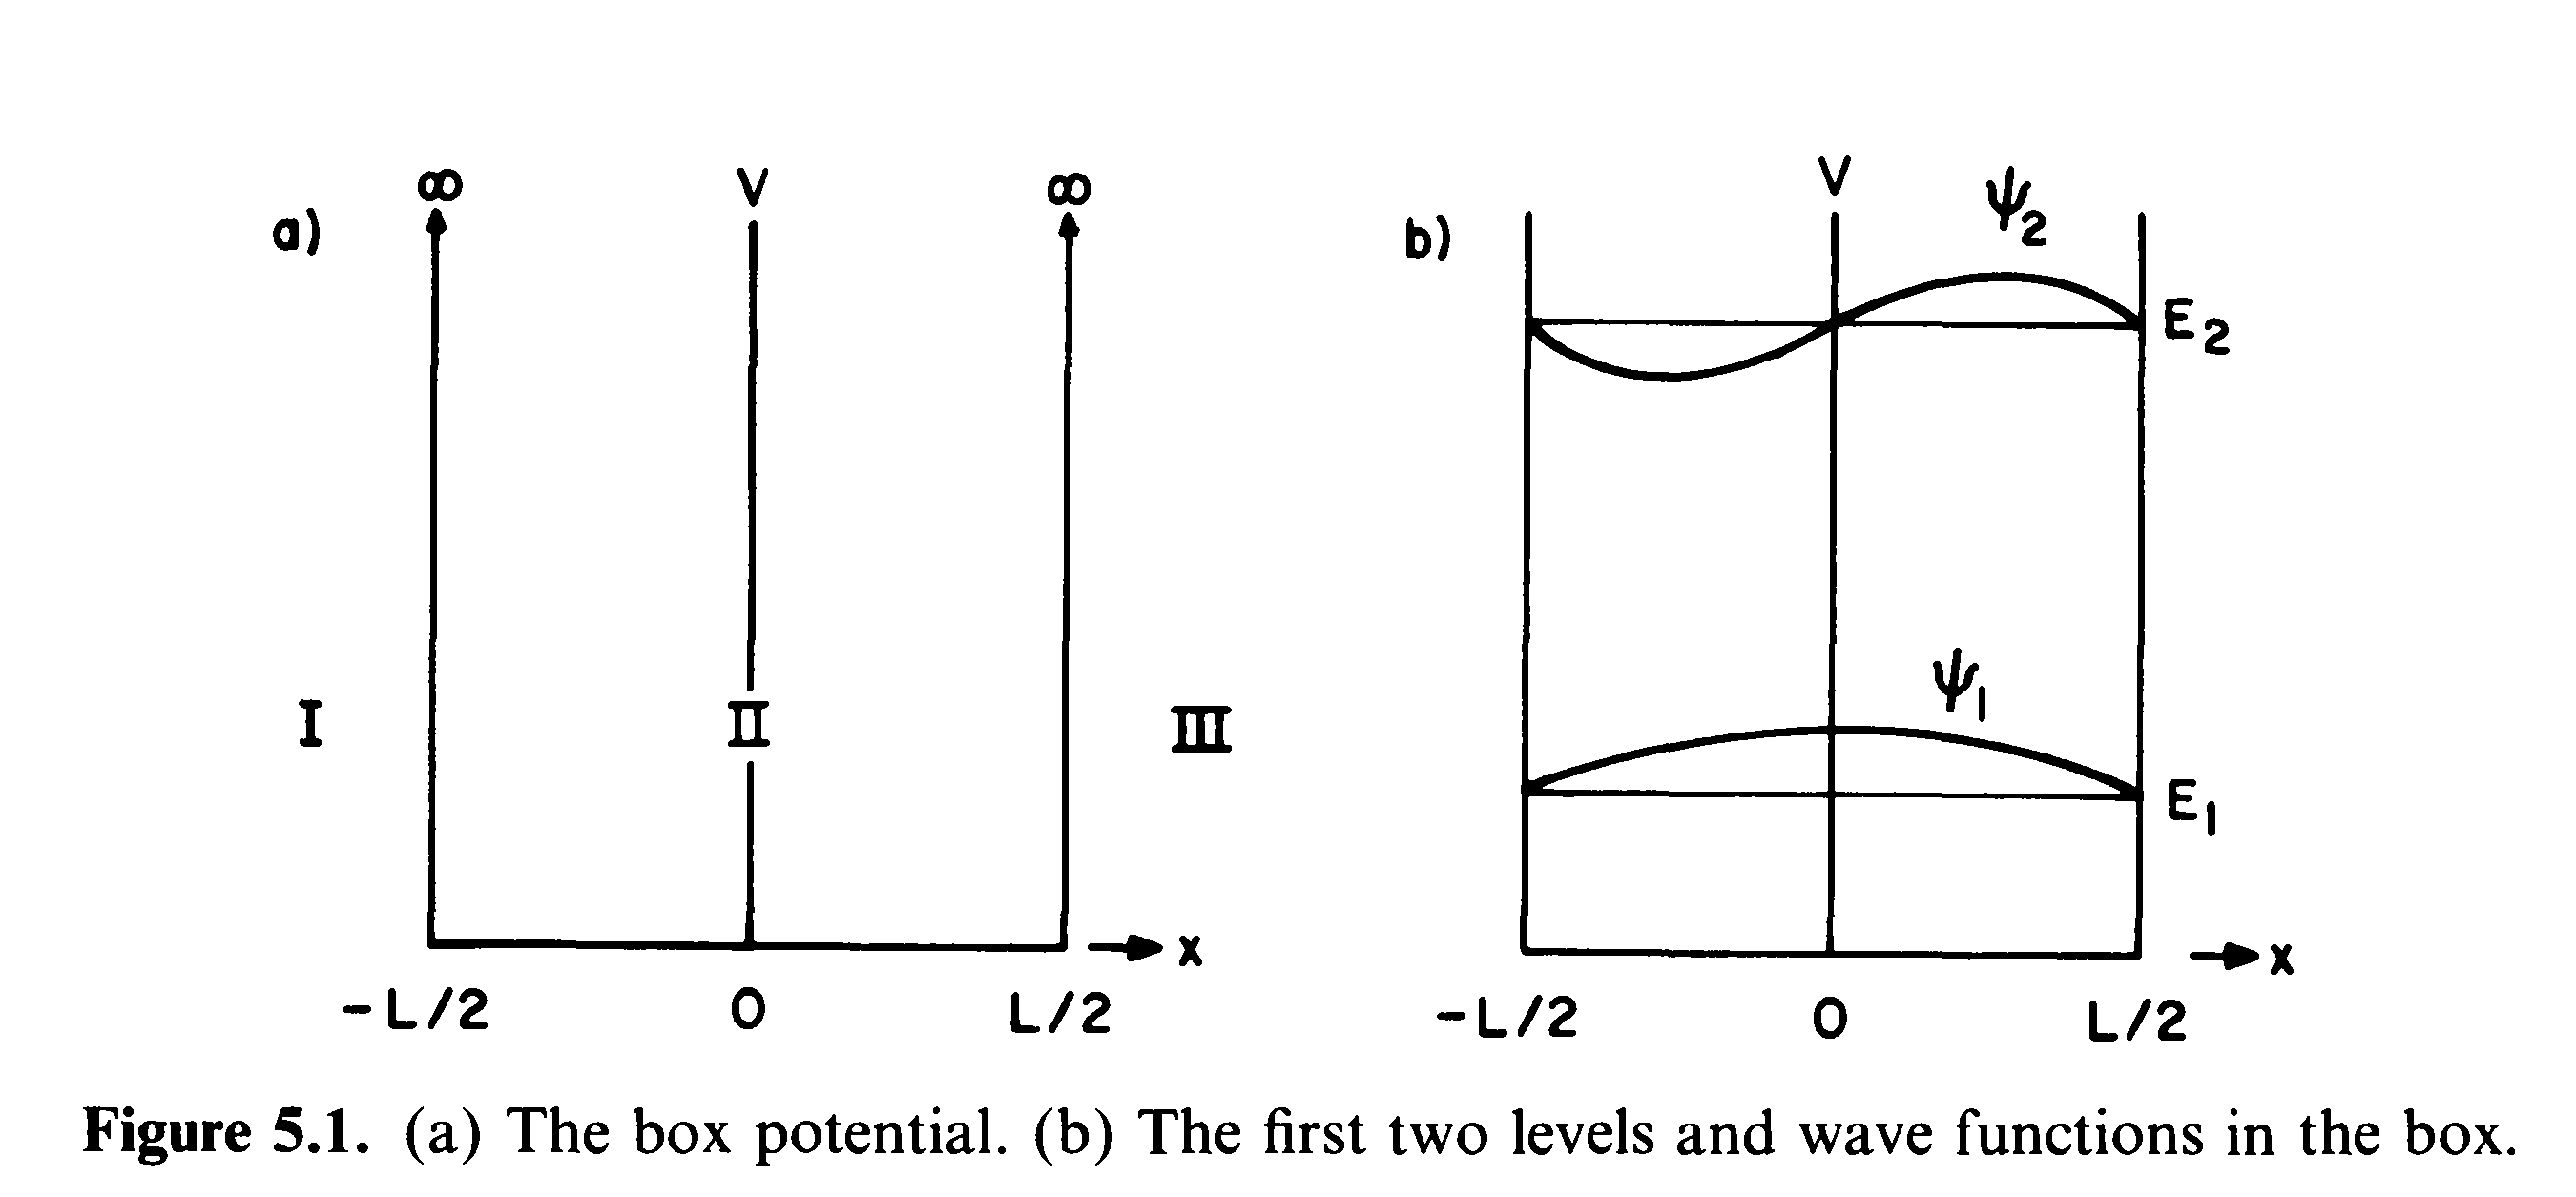 a)
∞ V ∞
I II III
x
-L/2 0 L/2
b)
V
ψ2
E2
ψ1
E1
x
-L/2 0 L/2
Figure 5.1. (a) The box potential. (b) The first two levels and wave functions in the box.